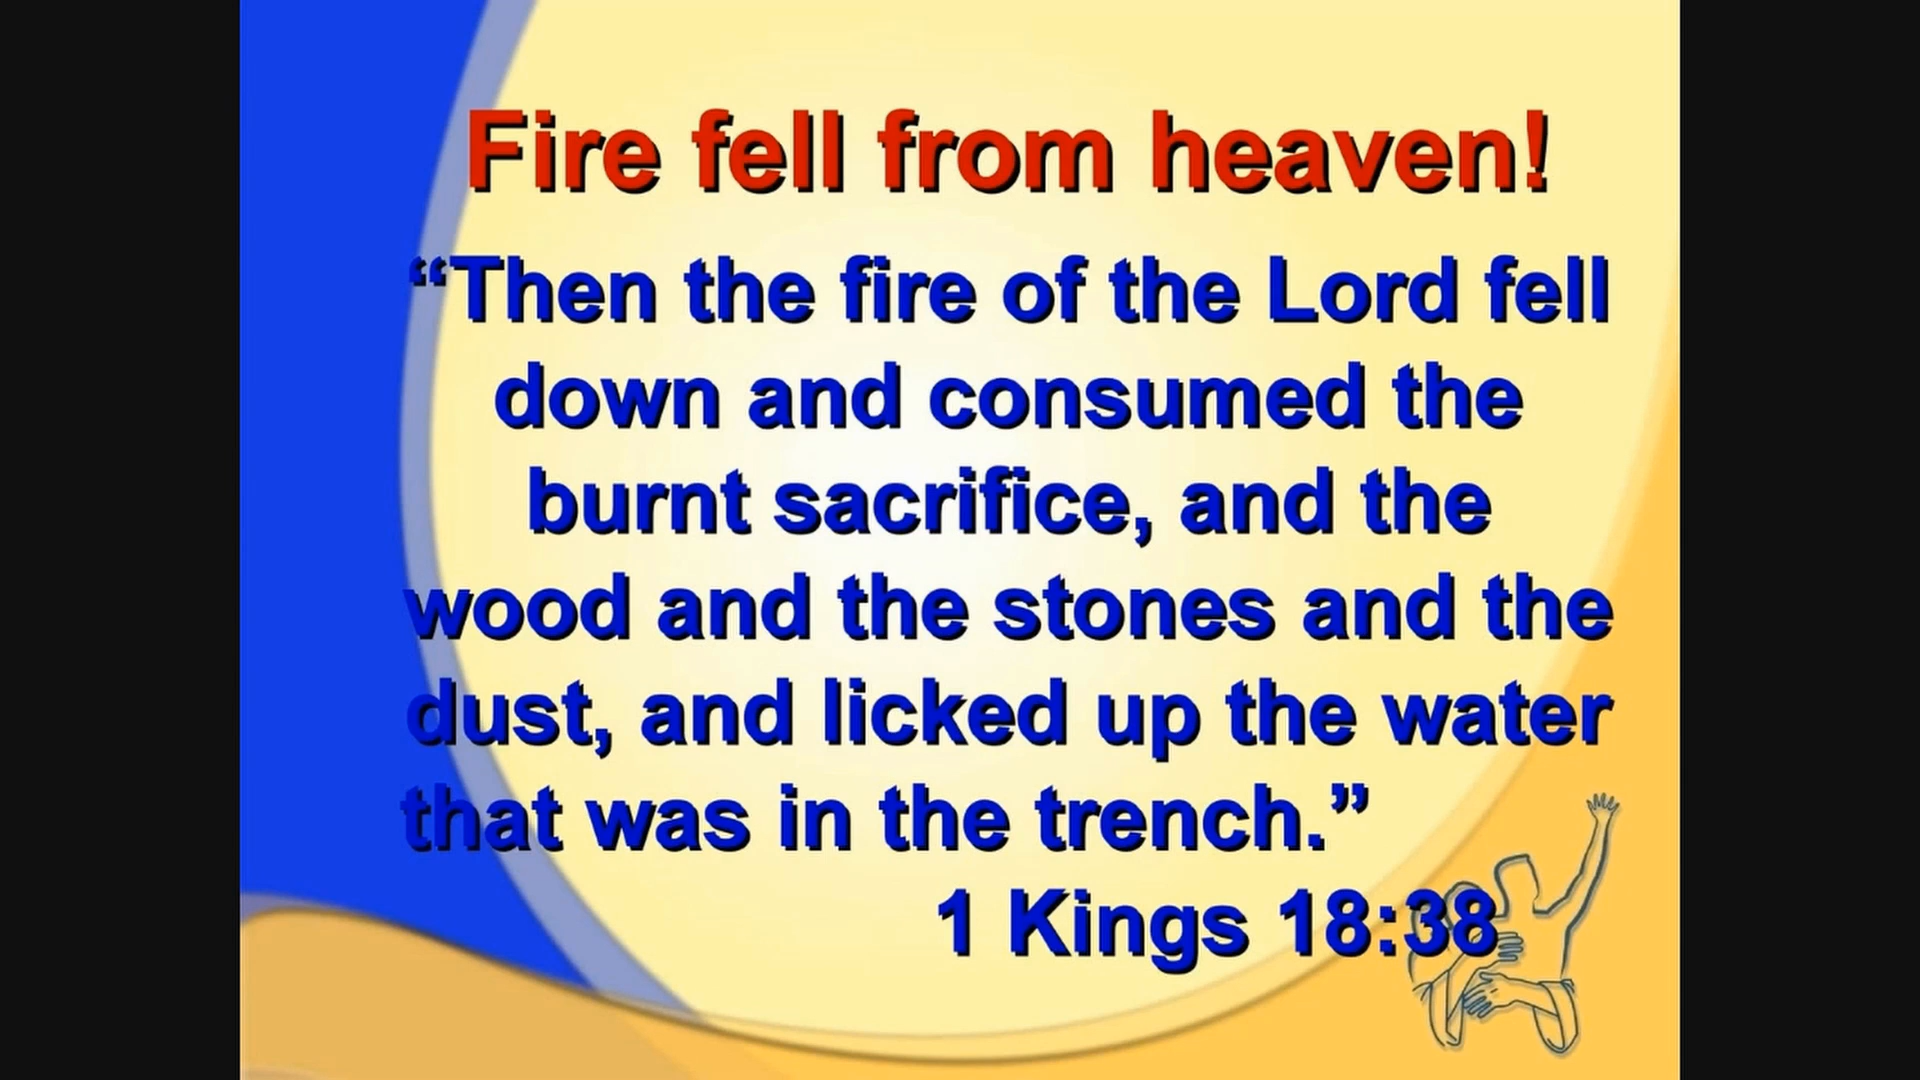 Fire fell from heaven!
“Then the fire of the Lord fell
down and consumed the
burnt sacrifice, and the
wood and the stones and the
dust, and licked up the water
that was in the trench.”
1 Kings 18:38